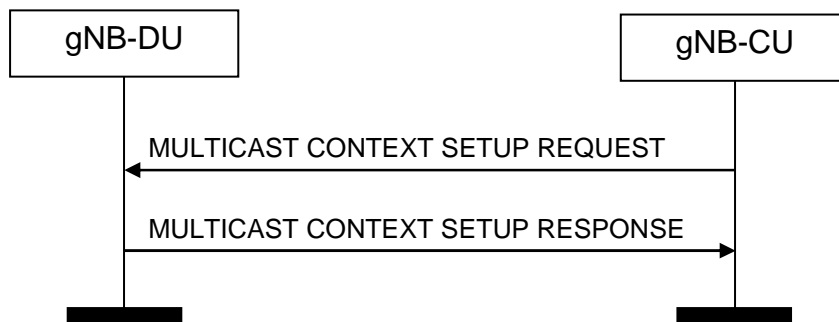 gNB-DU
gNB-CU
MULTICAST CONTEXT SETUP REQUEST
MULTICAST CONTEXT SETUP RESPONSE